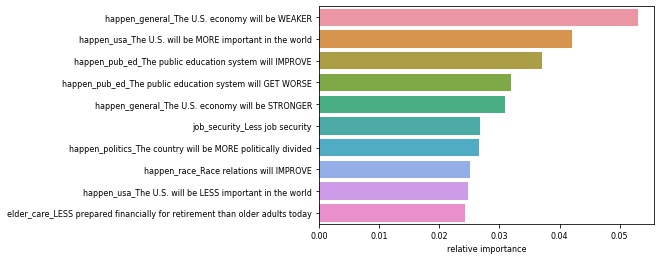 happen_general_The U.S. economy will be WEAKER
happen_usa_The U.S. will be MORE important in the world
happen_pub_ed_The public education system will IMPROVE
happen_pub_ed_The public education system will GET WORSE
happen_general_The U.S. economy will be STRONGER
job_security_Less job security
happen_politics_The country will be MORE politically divided
happen_race_Race relations will IMPROVE
happen_usa_The U.S. will be LESS important in the world
elder_care_LESS prepared financially for retirement than older adults today
0.00 0.01 0.02 0.03 0.04 0.05
relative importance